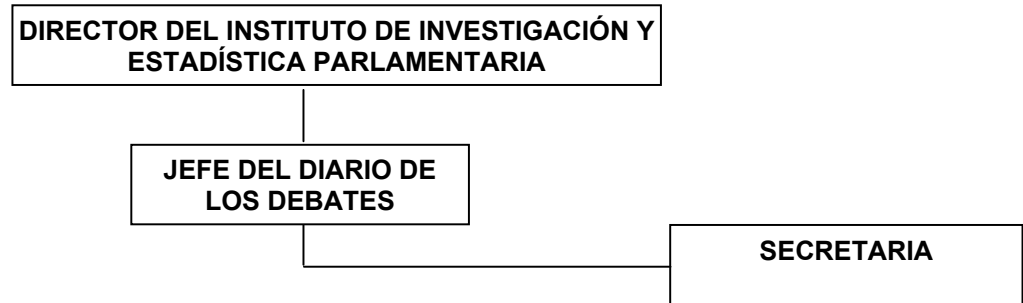 DIRECTOR DEL INSTITUTO DE INVESTIGACIÓN Y
ESTADÍSTICA PARLAMENTARIA
JEFE DEL DIARIO DE
LOS DEBATES
SECRETARIA